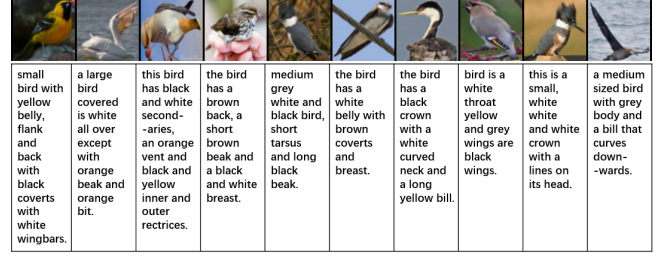 small
bird with
yellow
belly,
flank
and
back
with
black
coverts
with
white
wingbars.
a large
bird
covered
is white
all over
except
with
orange
beak and
orange
bit.
this bird
has black
and white
second-
-aries,
an orange
vent and
black and
yellow
inner and
outer
rectrices.
the bird
has a
brown
back, a
short
brown
beak and
a black
and white
breast.
medium
grey
white and
black bird,
short
tarsus
and long
black
beak.
the bird
has a
white
belly with
brown
coverts
and
breast.
the bird
has a
black
crown
with a
white
curved
neck and
a long
yellow bill.
bird is a
white
throat
yellow
and grey
wings are
black
wings.
this is a
small,
white
white
and white
crown
with a
lines on
its head.
a medium
sized bird
with grey
body and
a bill that
curves
down-
-wards.